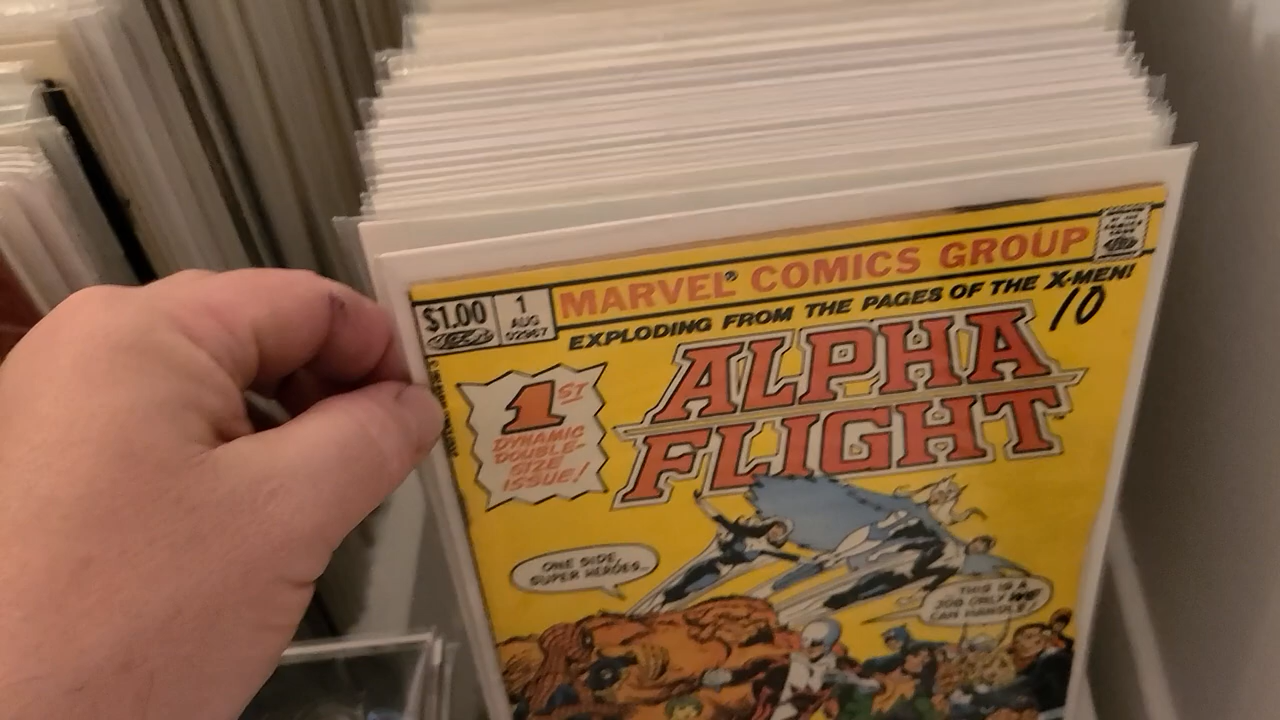 MARVEL® COMICS GROUP
$1.00
1
AUG
02967
EXPLODING FROM THE PAGES OF THE X-MEN!
10
ALPHA
FLIGHT
1ST
DYNAMIC
DOUBLE-
SIZE
ISSUE!
ONE SIDE,
SUPER HEROES...
THIS IS A
JOB ONLY WE
CAN HANDLE!